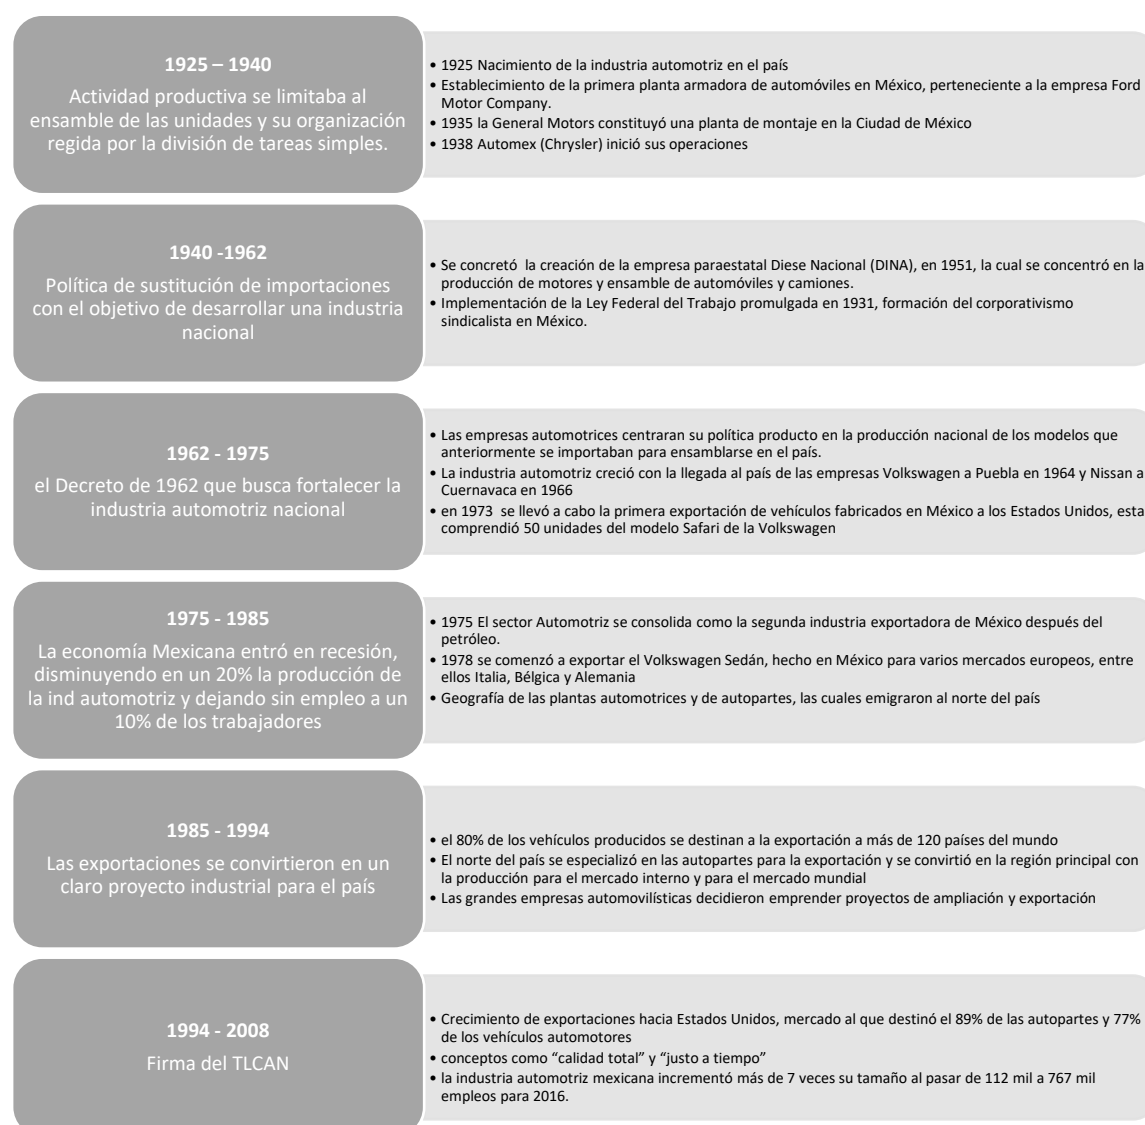 1925 – 1940
Actividad productiva se limitaba al
ensamble de las unidades y su organización
regida por la división de tareas simples.
• 1925 Nacimiento de la industria automotriz en el país
• Establecimiento de la primera planta armadora de automóviles en México, perteneciente a la empresa Ford
Motor Company.
• 1935 la General Motors constituyó una planta de montaje en la Ciudad de México
• 1938 Automex (Chrysler) inició sus operaciones
1940 -1962
Política de sustitución de importaciones
con el objetivo de desarrollar una industria
nacional
• Se concretó la creación de la empresa paraestatal Diese Nacional (DINA), en 1951, la cual se concentró en la
producción de motores y ensamble de automóviles y camiones.
• Implementación de la Ley Federal del Trabajo promulgada en 1931, formación del corporativismo
sindicalista en México.
1962 - 1975
el Decreto de 1962 que busca fortalecer la
industria automotriz nacional
• Las empresas automotrices centraran su política producto en la producción nacional de los modelos que
anteriormente se importaban para ensamblarse en el país.
• La industria automotriz creció con la llegada al país de las empresas Volkswagen a Puebla en 1964 y Nissan a
Cuernavaca en 1966
• en 1973 se llevó a cabo la primera exportación de vehículos fabricados en México a los Estados Unidos, esta
comprendió 50 unidades del modelo Safari de la Volkswagen
1975 - 1985
La economía Mexicana entró en recesión,
disminuyendo en un 20% la producción de
la ind automotriz y dejando sin empleo a un
10% de los trabajadores
• 1975 El sector Automotriz se consolida como la segunda industria exportadora de México después del
petróleo.
• 1978 se comenzó a exportar el Volkswagen Sedán, hecho en México para varios mercados europeos, entre
ellos Italia, Bélgica y Alemania
• Geografía de las plantas automotrices y de autopartes, las cuales emigraron al norte del país
1985 - 1994
Las exportaciones se convirtieron en un
claro proyecto industrial para el país
• el 80% de los vehículos producidos se destinan a la exportación a más de 120 países del mundo
• El norte del país se especializó en las autopartes para la exportación y se convirtió en la región principal con
la producción para el mercado interno y para el mercado mundial
• Las grandes empresas automovilísticas decidieron emprender proyectos de ampliación y exportación
1994 - 2008
Firma del TLCAN
• Crecimiento de exportaciones hacia Estados Unidos, mercado al que destinó el 89% de las autopartes y 77%
de los vehículos automotores
• conceptos como “calidad total” y “justo a tiempo”
• la industria automotriz mexicana incrementó más de 7 veces su tamaño al pasar de 112 mil a 767 mil
empleos para 2016.